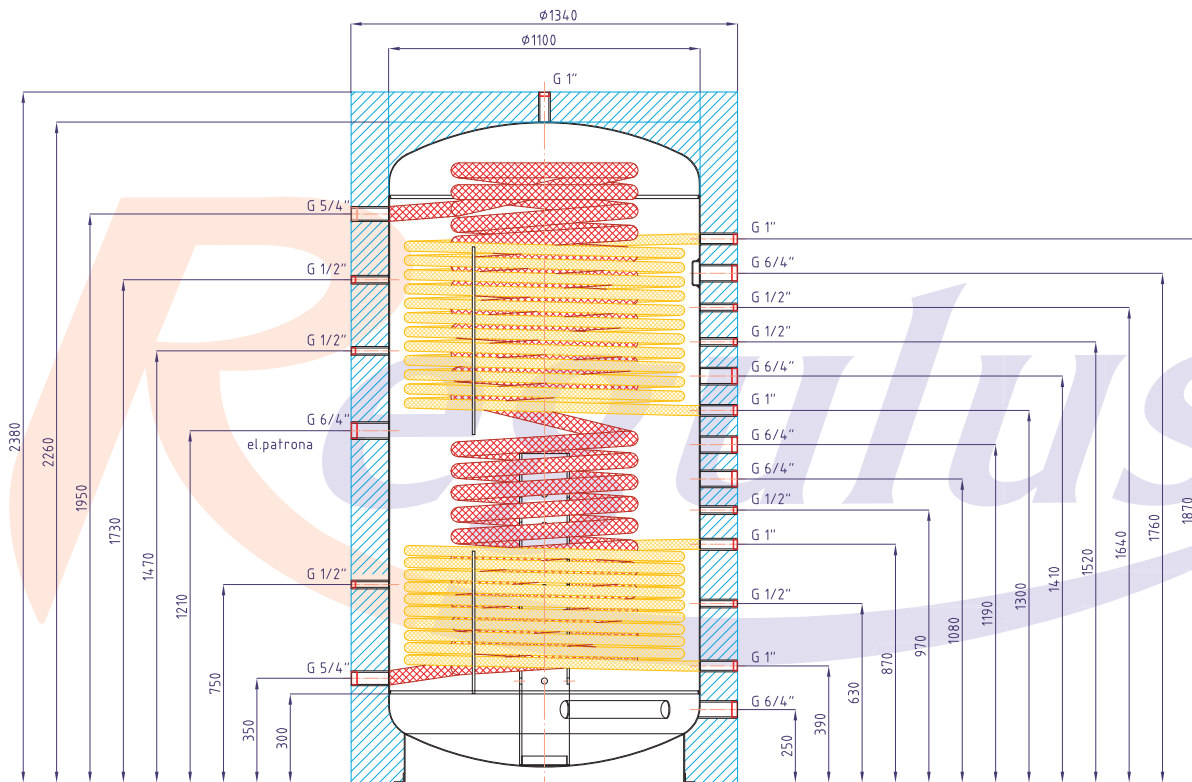 Ø1340
Ø1100
G 1"
G 5/4"
G 1/2"
G 1/2"
G 6/4"
el.patrona
G 1/2"
G 5/4"
G 1"
G 6/4"
G 1/2"
G 1/2"
G 6/4"
G 1"
G 6/4"
G 6/4"
G 1/2"
G 1"
G 1/2"
G 1"
G 6/4"
2380
2260
1950
1730
1470
1210
750
350
300
250
390
630
870
970
1080
1190
1300
1410
1520
1640
1760
1870
Regulus